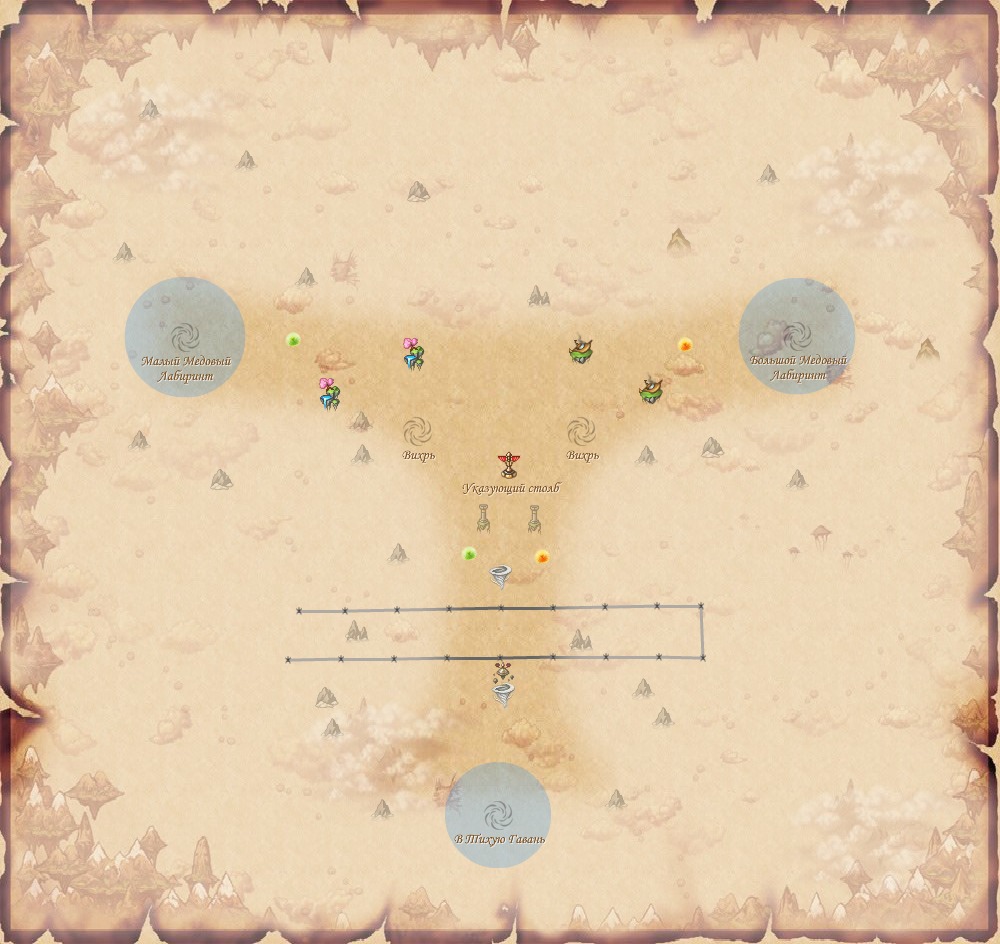 Малый Медовый
Лабиринт
Большой Медовый
Лабиринт
Вихрь
Вихрь
Указующий столб
В Тихую Гавань